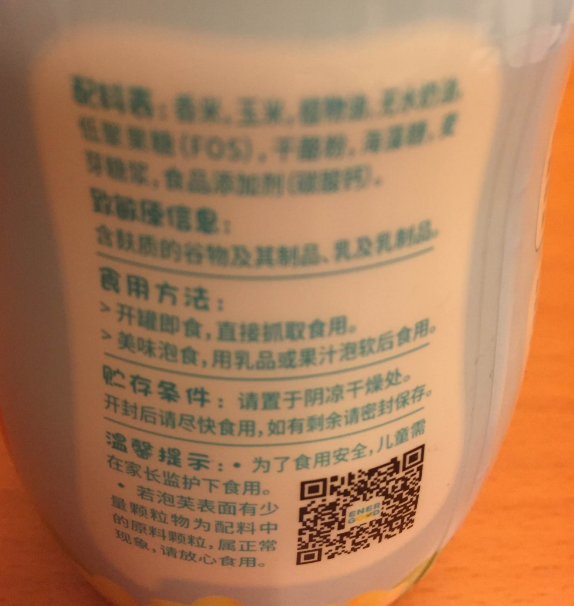 配料表：香米、玉米、植物油、无水奶油、
低聚果糖（FOS）、干酪粉、海藻糖、麦
芽糖浆、食品添加剂（碳酸钙）。
致敏原信息：
含麸质的谷物及其制品、乳及乳制品。
食用方法：
> 开罐即食，直接抓取食用。
> 美味泡食，用乳品或果汁泡软后食用。
贮存条件：请置于阴凉干燥处。
开封后请尽快食用，如有剩余请密封保存。
温馨提示：• 为了食用安全，儿童需
在家长监护下食用。
• 若泡芙表面有少
量颗粒物为配料中
的原料颗粒，属正常
现象，请放心食用。
ENER
GOOD